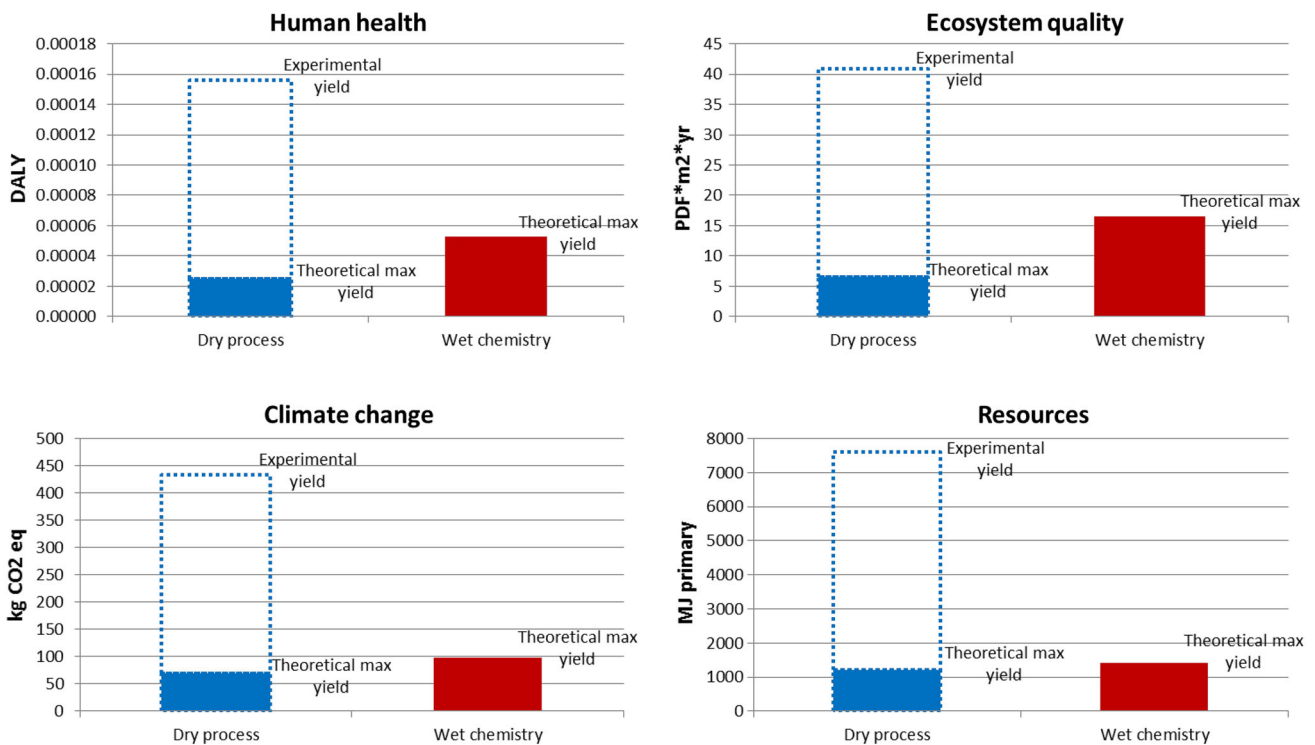 Human health
0.00018
0.00016
0.00014
0.00012
0.00010
0.00008
0.00006
0.00004
0.00002
0.00000
DALY
Experimental
yield
Theoretical max
yield
Theoretical max
yield
Dry process
Wet chemistry
Ecosystem quality
45
40
35
30
25
20
15
10
5
0
PDF*m2*yr
Experimental
yield
Theoretical max
yield
Theoretical max
yield
Dry process
Wet chemistry
Climate change
500
450
400
350
300
250
200
150
100
50
0
kg CO2 eq
Experimental
yield
Theoretical max
yield
Theoretical max
yield
Dry process
Wet chemistry
Resources
8000
7000
6000
5000
4000
3000
2000
1000
0
MJ primary
Experimental
yield
Theoretical max
yield
Theoretical max
yield
Dry process
Wet chemistry